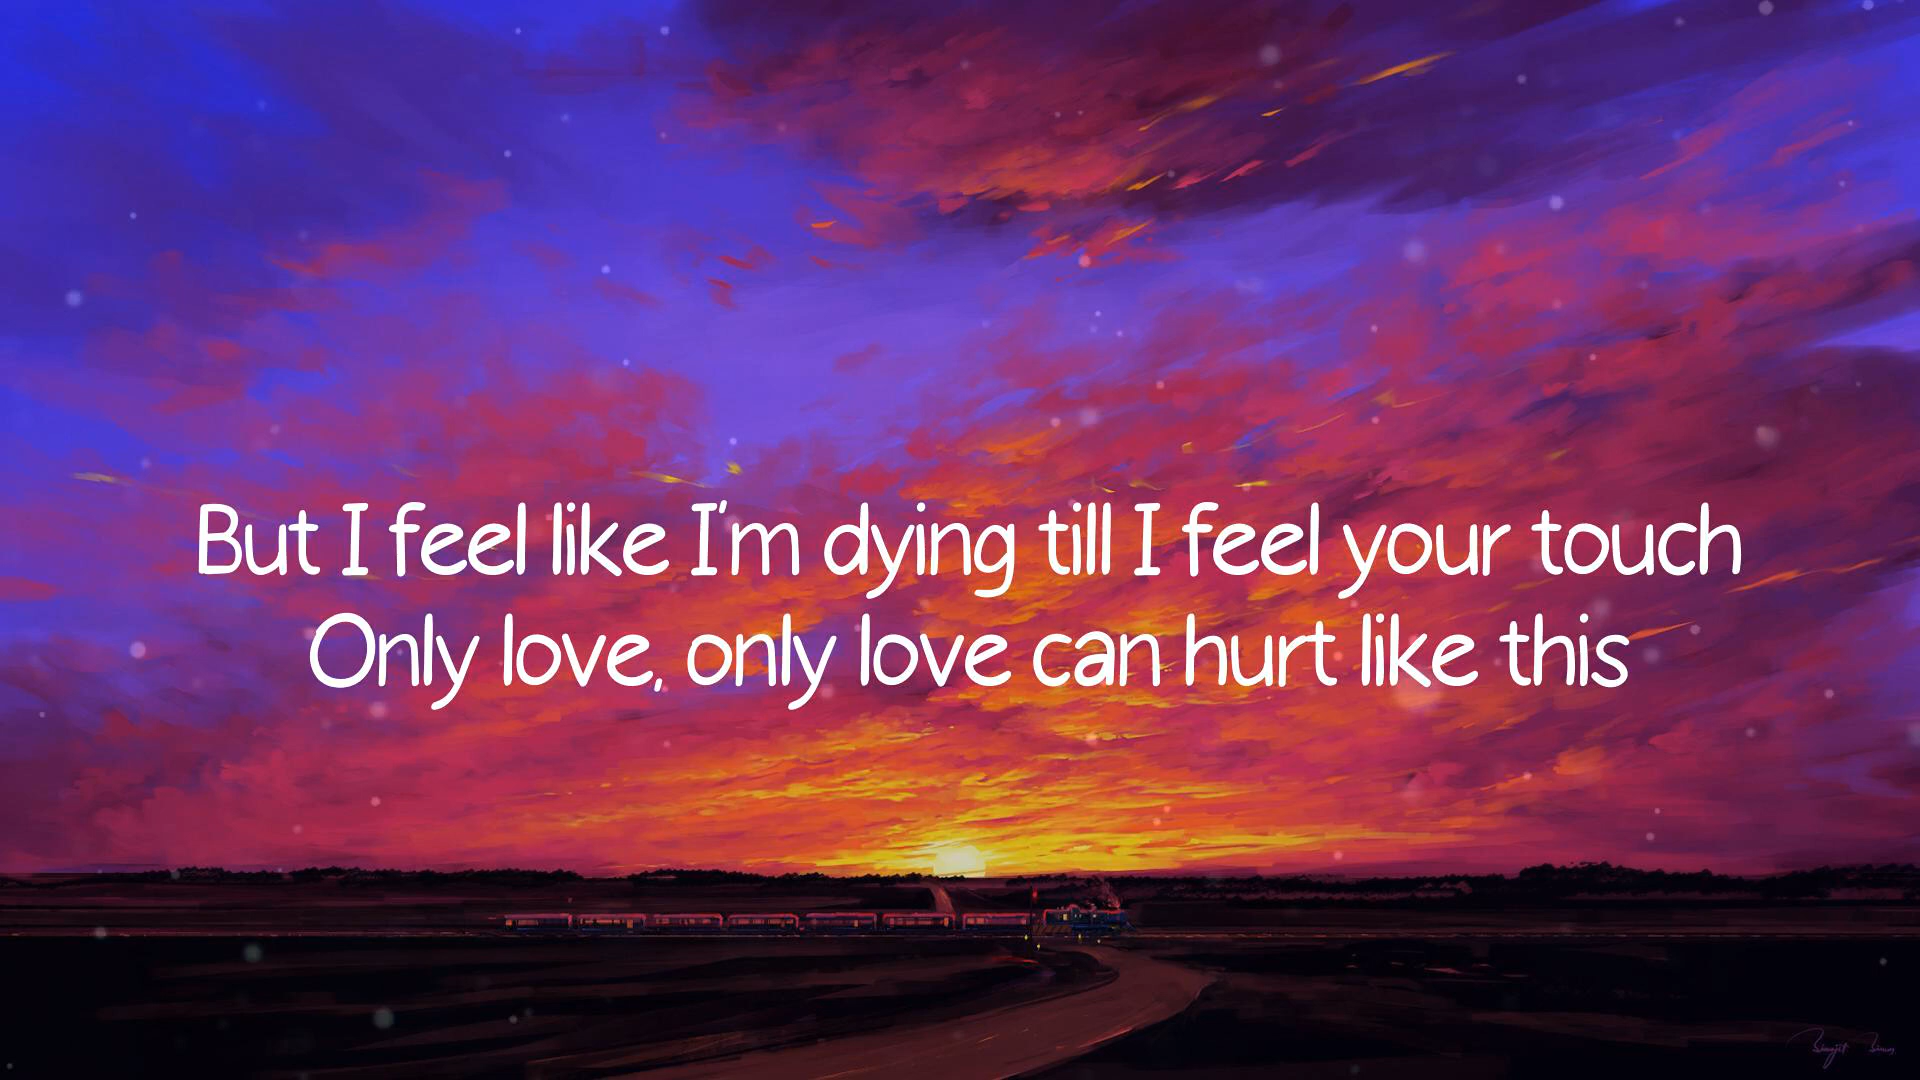 But I feel like I'm dying till I feel your touch
Only love, only love can hurt like this